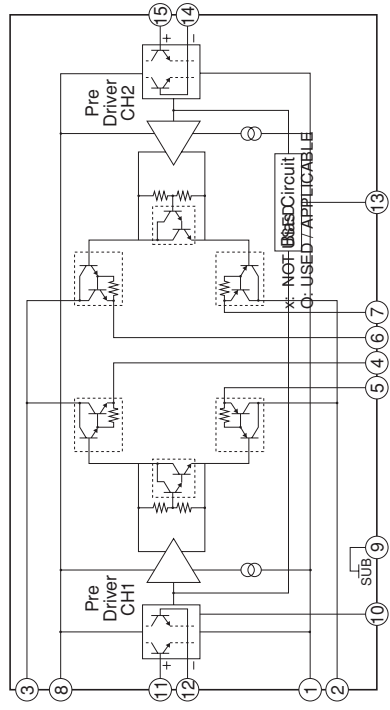 15
14
+
−
Pre
Driver
CH2
Bias Circuit
x: NOT USED
O: USED / APPLICABLE
13
7
6
4
5
9
SUB
10
Pre
Driver
CH1
+
−
3
8
11
12
1
2